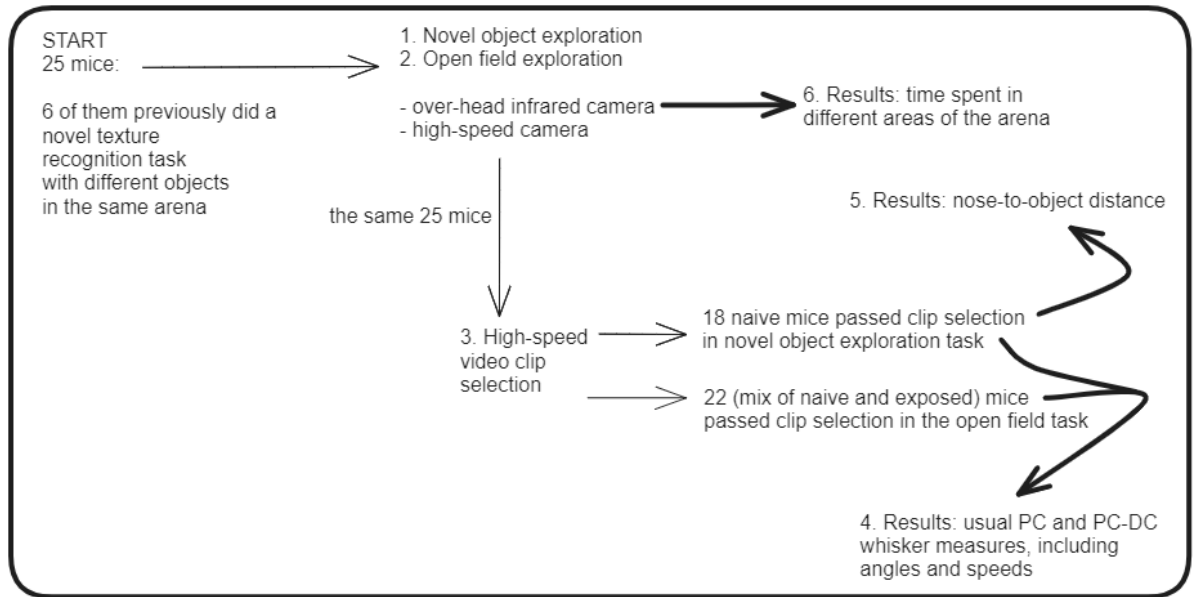 START
25 mice:
6 of them previously did a
novel texture
recognition task
with different objects
in the same arena
1. Novel object exploration
2. Open field exploration
- over-head infrared camera
- high-speed camera
6. Results: time spent in
different areas of the arena
the same 25 mice
5. Results: nose-to-object distance
3. High-speed
video clip
selection
18 naive mice passed clip selection
in novel object exploration task
22 (mix of naive and exposed) mice
passed clip selection in the open field task
4. Results: usual PC and PC-DC
whisker measures, including
angles and speeds